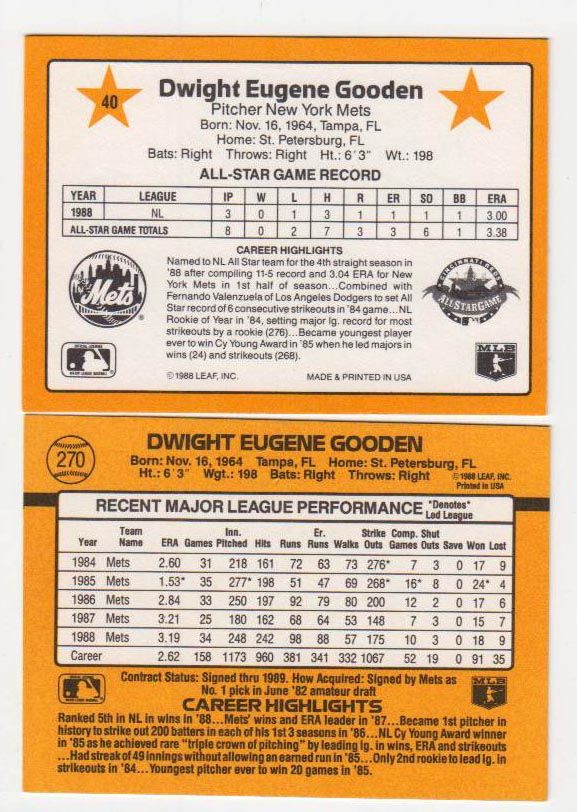 40
Dwight Eugene Gooden
Pitcher New York Mets
Born: Nov. 16, 1964, Tampa, FL
Home: St. Petersburg, FL
Bats: Right Throws: Right Ht.: 6'3" Wt.: 198
ALL-STAR GAME RECORD
YEAR LEAGUE IP W L H R ER SO BB ERA
1988 NL 3 0 1 3 1 1 1 1 3.00
ALL-STAR GAME TOTALS 8 0 2 7 3 3 6 1 3.38
CAREER HIGHLIGHTS
Named to NL All Star team for the 4th straight season in
'88 after compiling 11-5 record and 3.04 ERA for New
York Mets in 1st half of season...Combined with
Fernando Valenzuela of Los Angeles Dodgers to set All
Star record of 6 consecutive strikeouts in '84 game...NL
Rookie of Year in '84, setting major lg. record for most
strikeouts by a rookie (276)...Became youngest player
ever to win Cy Young Award in '85 when he led majors in
wins (24) and strikeouts (268).
Mets
CINCINNATI REDS
ALL STAR GAME
MLB
© 1988 LEAF, INC. MADE & PRINTED IN USA
270
DWIGHT EUGENE GOODEN
Born: Nov. 16, 1964 Tampa, FL Home: St. Petersburg, FL
Ht.: 6'3" Wgt.: 198 Bats: Right Throws: Right
© 1988 LEAF, INC.
Printed in USA
RECENT MAJOR LEAGUE PERFORMANCE *Denotes*
Led League
Year Team Name ERA Games Inn. Pitched Hits Runs Er. Runs Walks Strike Outs Comp. Games Shut Outs Save Won Lost
1984 Mets 2.60 31 218 161 72 63 73 276* 7 3 0 17 9
1985 Mets 1.53* 35 277* 198 51 47 69 268* 16* 8 0 24* 4
1986 Mets 2.84 33 250 197 92 79 80 200 12 2 0 17 6
1987 Mets 3.21 25 180 162 68 64 53 148 7 3 0 15 7
1988 Mets 3.19 34 248 242 98 88 57 175 10 3 0 18 9
Career 2.62 158 1173 960 381 341 332 1067 52 19 0 91 35
Contract Status: Signed thru 1989. How Acquired: Signed by Mets as
No. 1 pick in June '82 amateur draft
MLB
CAREER HIGHLIGHTS
Ranked 5th in NL in wins in '88...Mets' wins and ERA leader in '87...Became 1st pitcher in
history to strike out 200 batters in each of his 1st 3 seasons in '86...NL Cy Young Award winner
in '85 as he achieved rare "triple crown of pitching" by leading lg. in wins, ERA and strikeouts
...Had streak of 49 innings without allowing an earned run in '85...Only 2nd rookie to lead lg. in
strikeouts in '84...Youngest pitcher ever to win 20 games in '85.